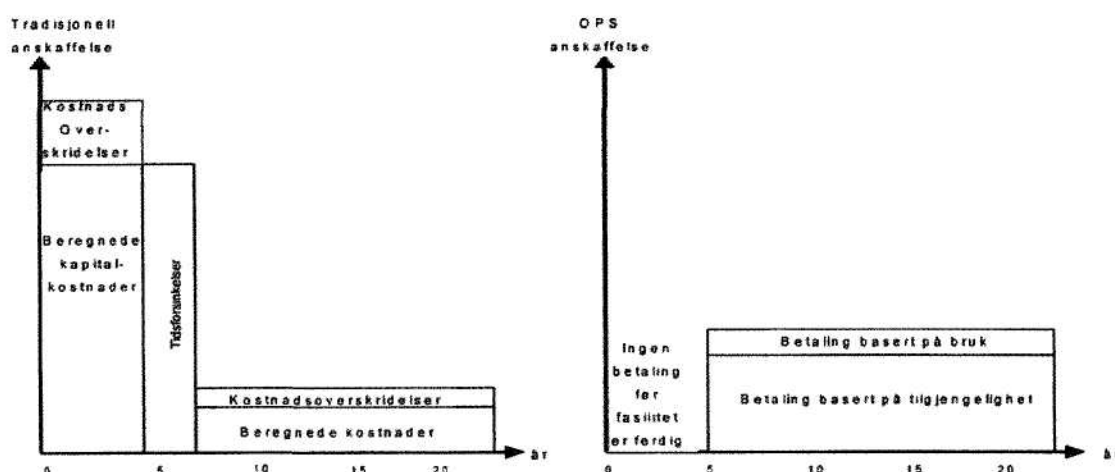 Tradisjonell
anskaffelse
Kostnads
Over-
skridelser
Beregnede
kapital-
kostnader
Tidsforsinkelser
Kostnadsoverskridelser
Beregnede kostnader
år
0 5 10 15 20
OPS
anskaffelse
Ingen
betaling
før
fasilitet
er ferdig
Betaling basert på bruk
Betaling basert på tilgjengelighet
å
0 5 10 15 20